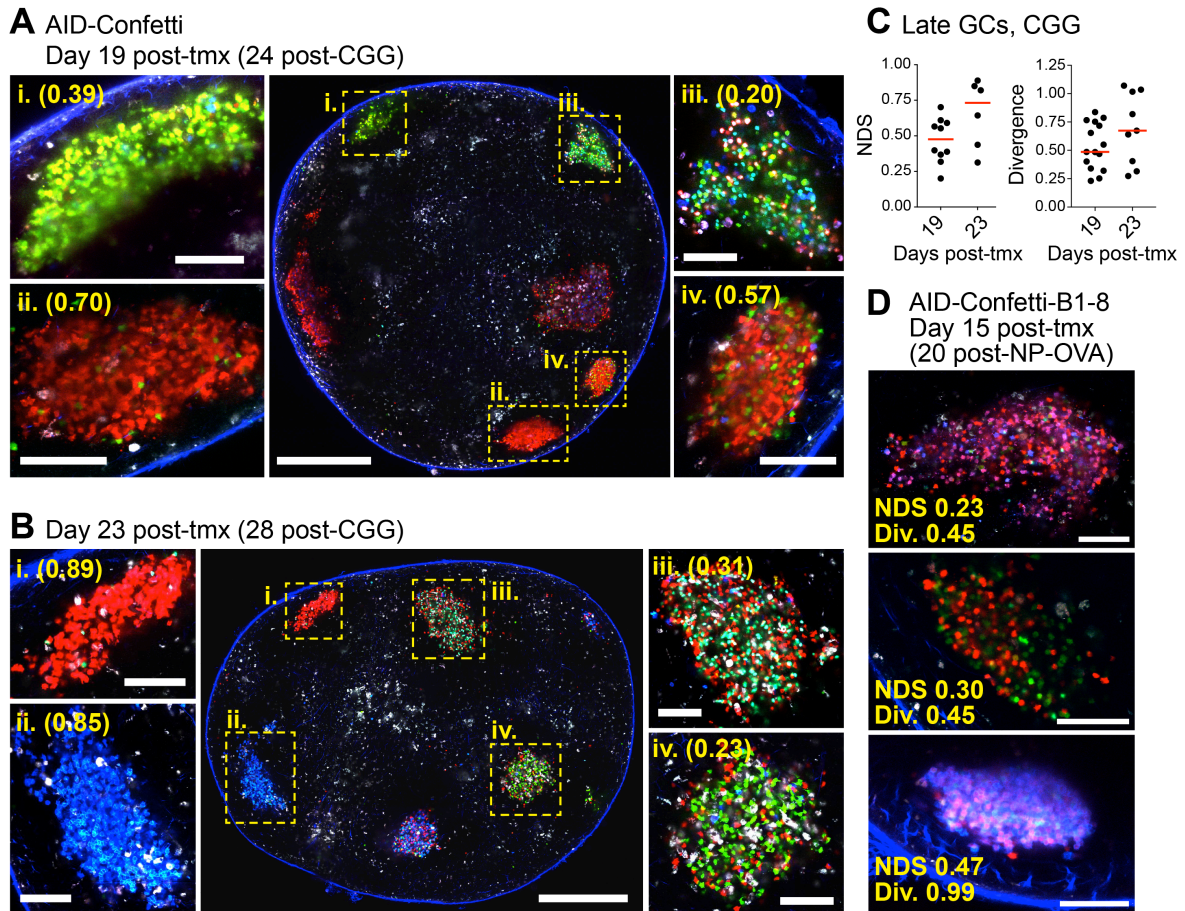 A AID-Confetti
Day 19 post-tmx (24 post-CGG)
i. (0.39)
ii. (0.70)
i.
iii.
iv.
ii.
iii. (0.20)
iv. (0.57)
B Day 23 post-tmx (28 post-CGG)
i. (0.89)
ii. (0.85)
i.
iii.
ii.
iv.
iii. (0.31)
iv. (0.23)
C Late GCs, CGG
NDS
1.00
0.75
0.50
0.25
0.00
19
23
Days post-tmx
Divergence
1.25
1.00
0.75
0.50
0.25
0.00
19
23
Days post-tmx
D AID-Confetti-B1-8
Day 15 post-tmx
(20 post-NP-OVA)
NDS 0.23
Div. 0.45
NDS 0.30
Div. 0.45
NDS 0.47
Div. 0.99